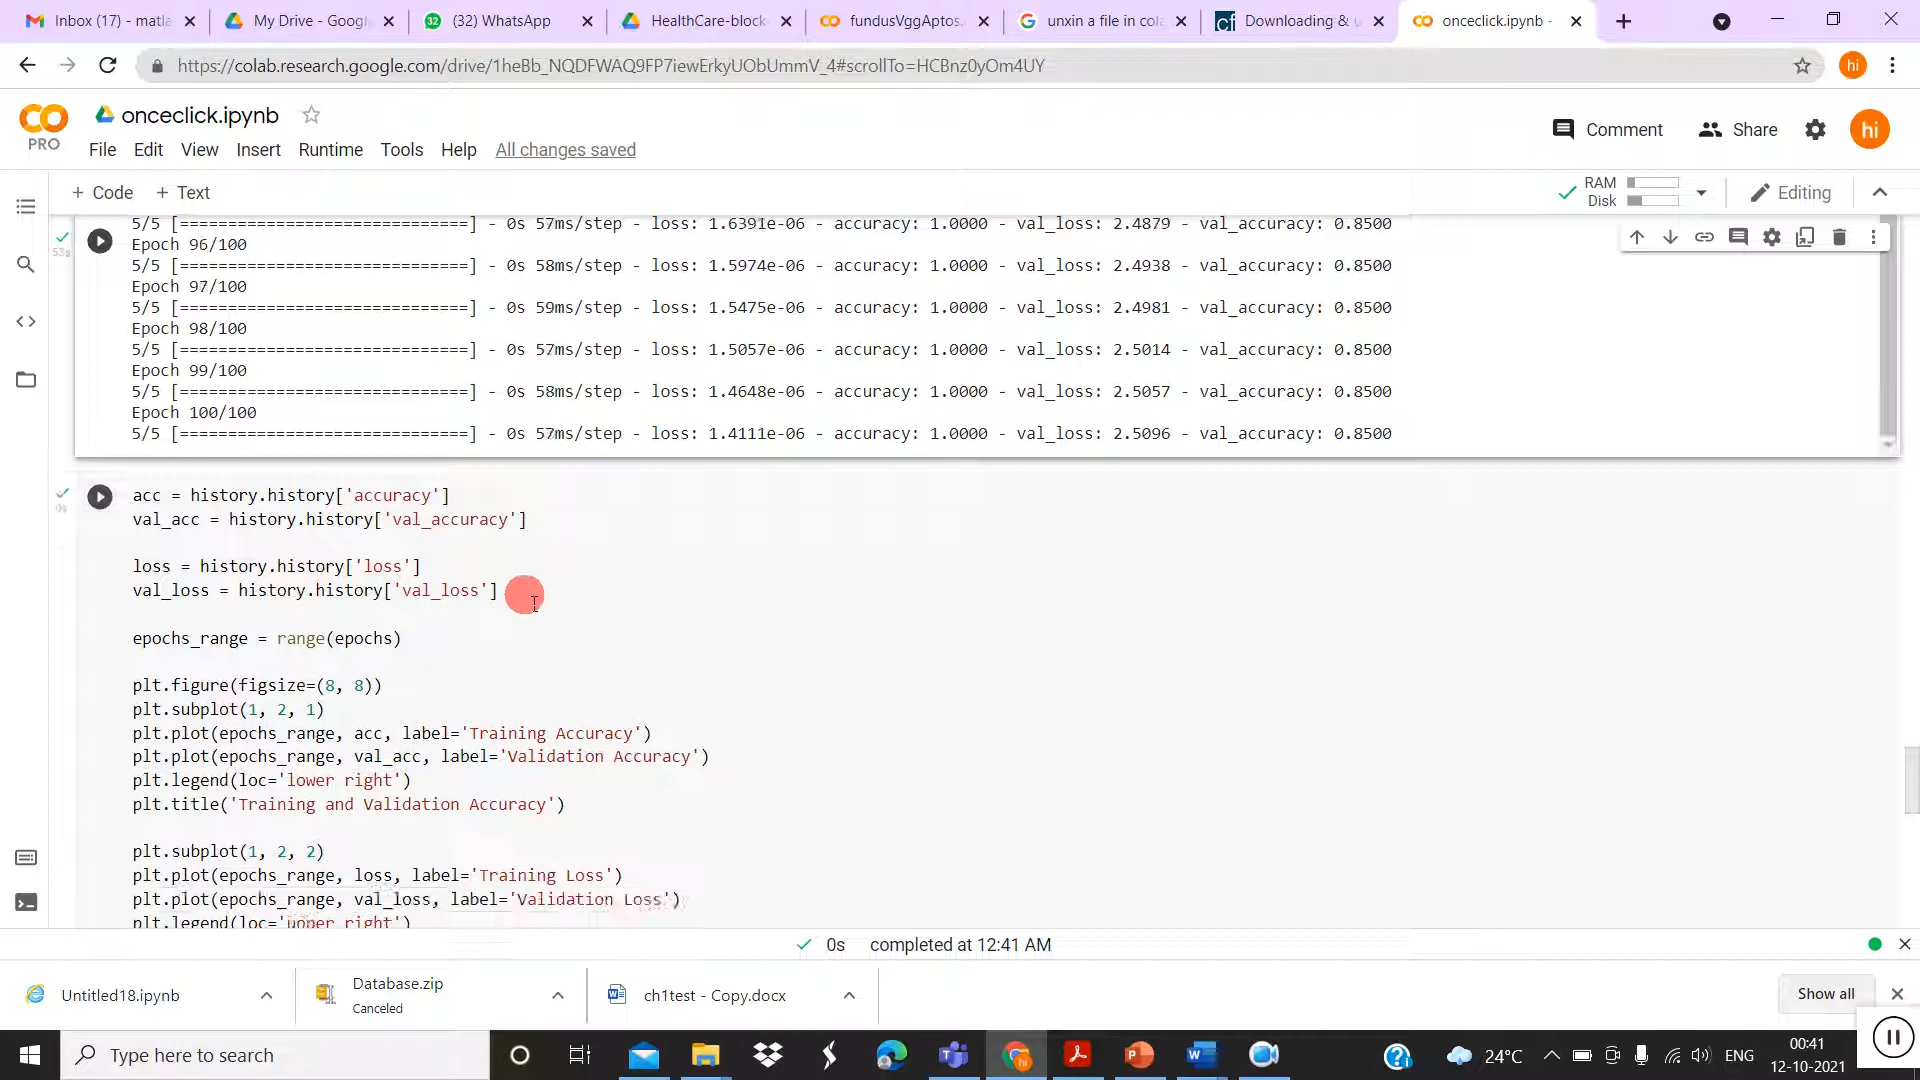 Inbox (17) - matla
My Drive - Googl
(32) WhatsApp
HealthCare-block
fundusVggAptos.
unxin a file in cola
Downloading & u
onceclick.ipynb -
https://colab.research.google.com/drive/1heBb_NQDFWAQ9FP7iewErkyUObUmmV_4#scrollTo=HCBnz0yOm4UY
hi
PRO
onceclick.ipynb
Comment
Share
hi
File Edit View Insert Runtime Tools Help All changes saved
+ Code + Text
RAM
Disk
Editing
53s
5/5 [==============================] - 0s 57ms/step - loss: 1.6391e-06 - accuracy: 1.0000 - val_loss: 2.4879 - val_accuracy: 0.8500
Epoch 96/100
5/5 [==============================] - 0s 58ms/step - loss: 1.5974e-06 - accuracy: 1.0000 - val_loss: 2.4938 - val_accuracy: 0.8500
Epoch 97/100
5/5 [==============================] - 0s 59ms/step - loss: 1.5475e-06 - accuracy: 1.0000 - val_loss: 2.4981 - val_accuracy: 0.8500
Epoch 98/100
5/5 [==============================] - 0s 57ms/step - loss: 1.5057e-06 - accuracy: 1.0000 - val_loss: 2.5014 - val_accuracy: 0.8500
Epoch 99/100
5/5 [==============================] - 0s 58ms/step - loss: 1.4648e-06 - accuracy: 1.0000 - val_loss: 2.5057 - val_accuracy: 0.8500
Epoch 100/100
5/5 [==============================] - 0s 57ms/step - loss: 1.4111e-06 - accuracy: 1.0000 - val_loss: 2.5096 - val_accuracy: 0.8500
0s
acc = history.history['accuracy']
val_acc = history.history['val_accuracy']
loss = history.history['loss']
val_loss = history.history['val_loss']
epochs_range = range(epochs)
plt.figure(figsize=(8, 8))
plt.subplot(1, 2, 1)
plt.plot(epochs_range, acc, label='Training Accuracy')
plt.plot(epochs_range, val_acc, label='Validation Accuracy')
plt.legend(loc='lower right')
plt.title('Training and Validation Accuracy')
plt.subplot(1, 2, 2)
plt.plot(epochs_range, loss, label='Training Loss')
plt.plot(epochs_range, val_loss, label='Validation Loss')
plt.legend(loc='upper right')
0s completed at 12:41 AM
Untitled18.ipynb
Database.zip
Canceled
ch1test - Copy.docx
Show all
Type here to search
24°C
ENG
00:41
12-10-2021